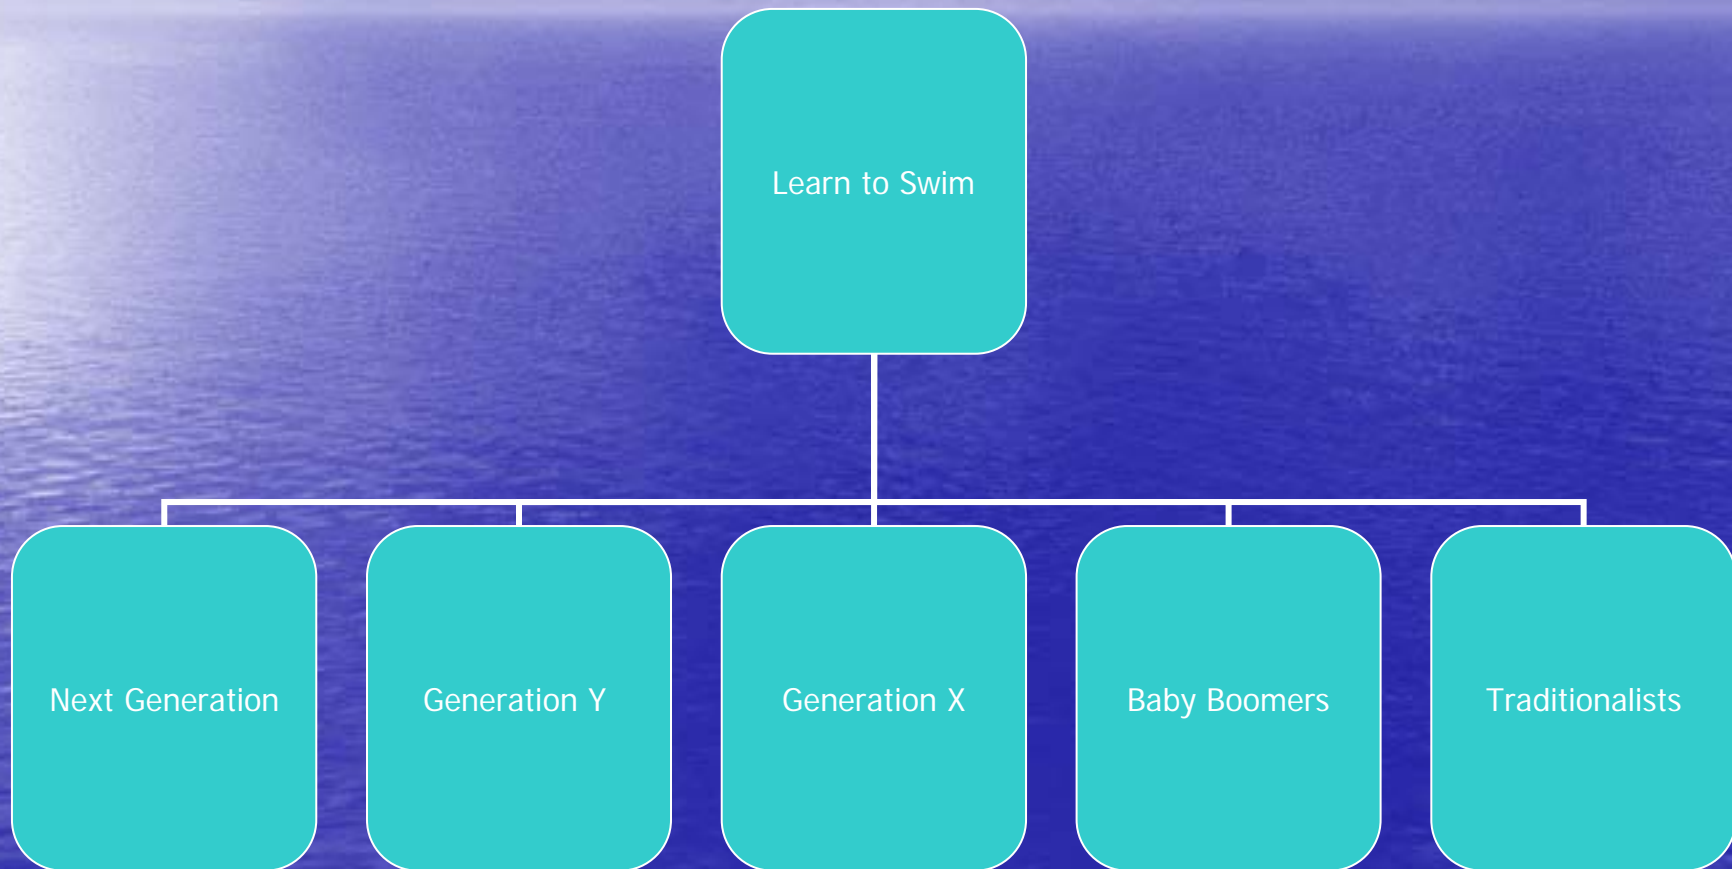 Learn to Swim
Next Generation
Generation Y
Generation X
Baby Boomers
Traditionalists